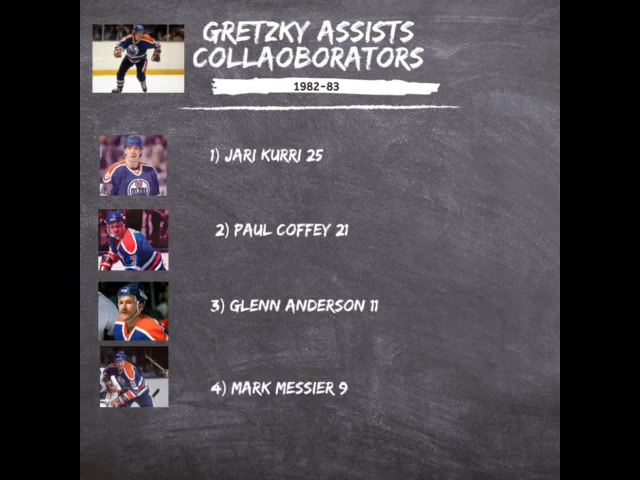 GRETZKY ASSISTS
COLLAOBORATORS
1982-83
1) JARI KURRI 25
2) PAUL COFFEY 21
3) GLENN ANDERSON 11
4) MARK MESSIER 9